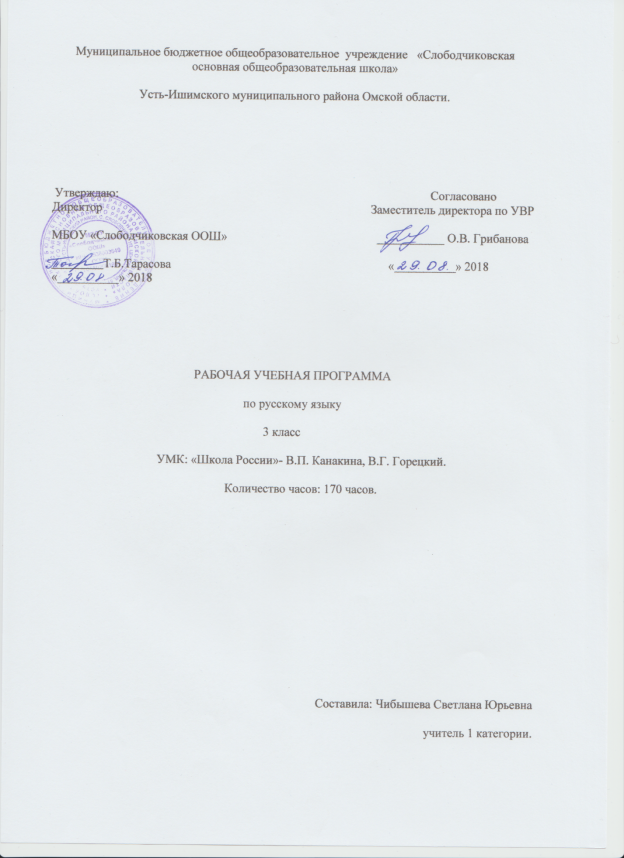 Муниципальное бюджетное общеобразовательное учреждение «Слободчиковская
основная общеобразовательная школа»
Усть-Ишимского муниципального района Омской области.
Утверждаю:
Директор
МБОУ «Слободчиковская ООШ»
Т.Б.Тарасова
«29.08» 2018
Согласовано
Заместитель директора по УВР
О.В. Грибанова
«29.08.» 2018
РАБОЧАЯ УЧЕБНАЯ ПРОГРАММА
по русскому языку
3 класс
УМК: «Школа России»- В.П. Канакина, В.Г. Горецкий.
Количество часов: 170 часов.
Составила: Чибышева Светлана Юрьевна
учитель 1 категории.